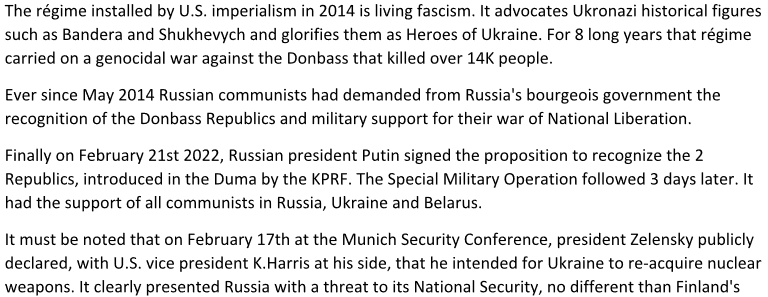 The régime installed by U.S. imperialism in 2014 is living fascism. It advocates Ukronazi historical figures
such as Bandera and Shukhevych and glorifies them as Heroes of Ukraine. For 8 long years that régime
carried on a genocidal war against the Donbass that killed over 14K people.
Ever since May 2014 Russian communists had demanded from Russia's bourgeois government the
recognition of the Donbass Republics and military support for their war of National Liberation.
Finally on February 21st 2022, Russian president Putin signed the proposition to recognize the 2
Republics, introduced in the Duma by the KPRF. The Special Military Operation followed 3 days later. It
had the support of all communists in Russia, Ukraine and Belarus.
It must be noted that on February 17th at the Munich Security Conference, president Zelensky publicly
declared, with U.S. vice president K.Harris at his side, that he intended for Ukraine to re-acquire nuclear
weapons. It clearly presented Russia with a threat to its National Security, no different than Finland's